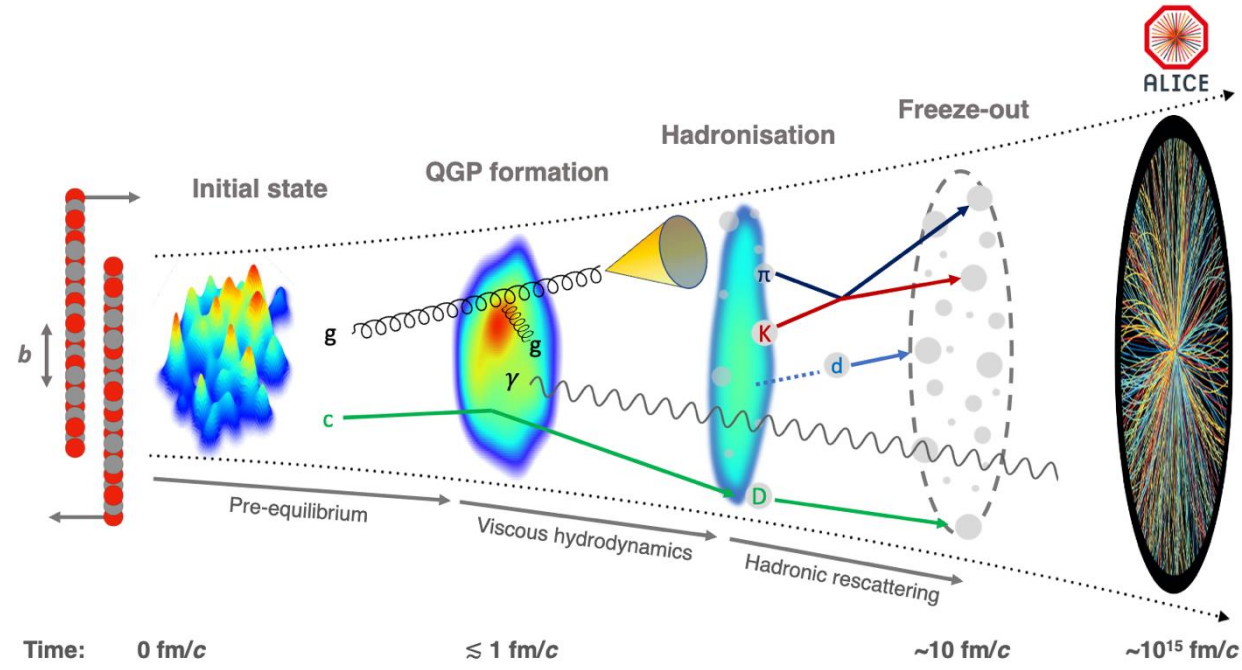 ALICE
Freeze-out
Hadronisation
QGP formation
Initial state
b
g
g
γ
c
π
K
d
D
Pre-equilibrium
Viscous hydrodynamics
Hadronic rescattering
Time: 0 fm/c ≲ 1 fm/c ~10 fm/c ~10¹⁵ fm/c